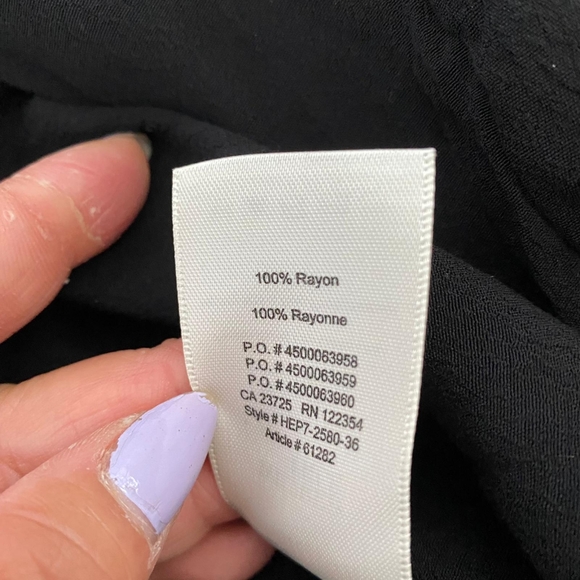 100% Rayon
100% Rayonne
P.O. # 4500063958
P.O. # 4500063959
P.O. # 4500063960
CA 23725 RN 122354
Style # HEP7-2580-36
Article # 61282